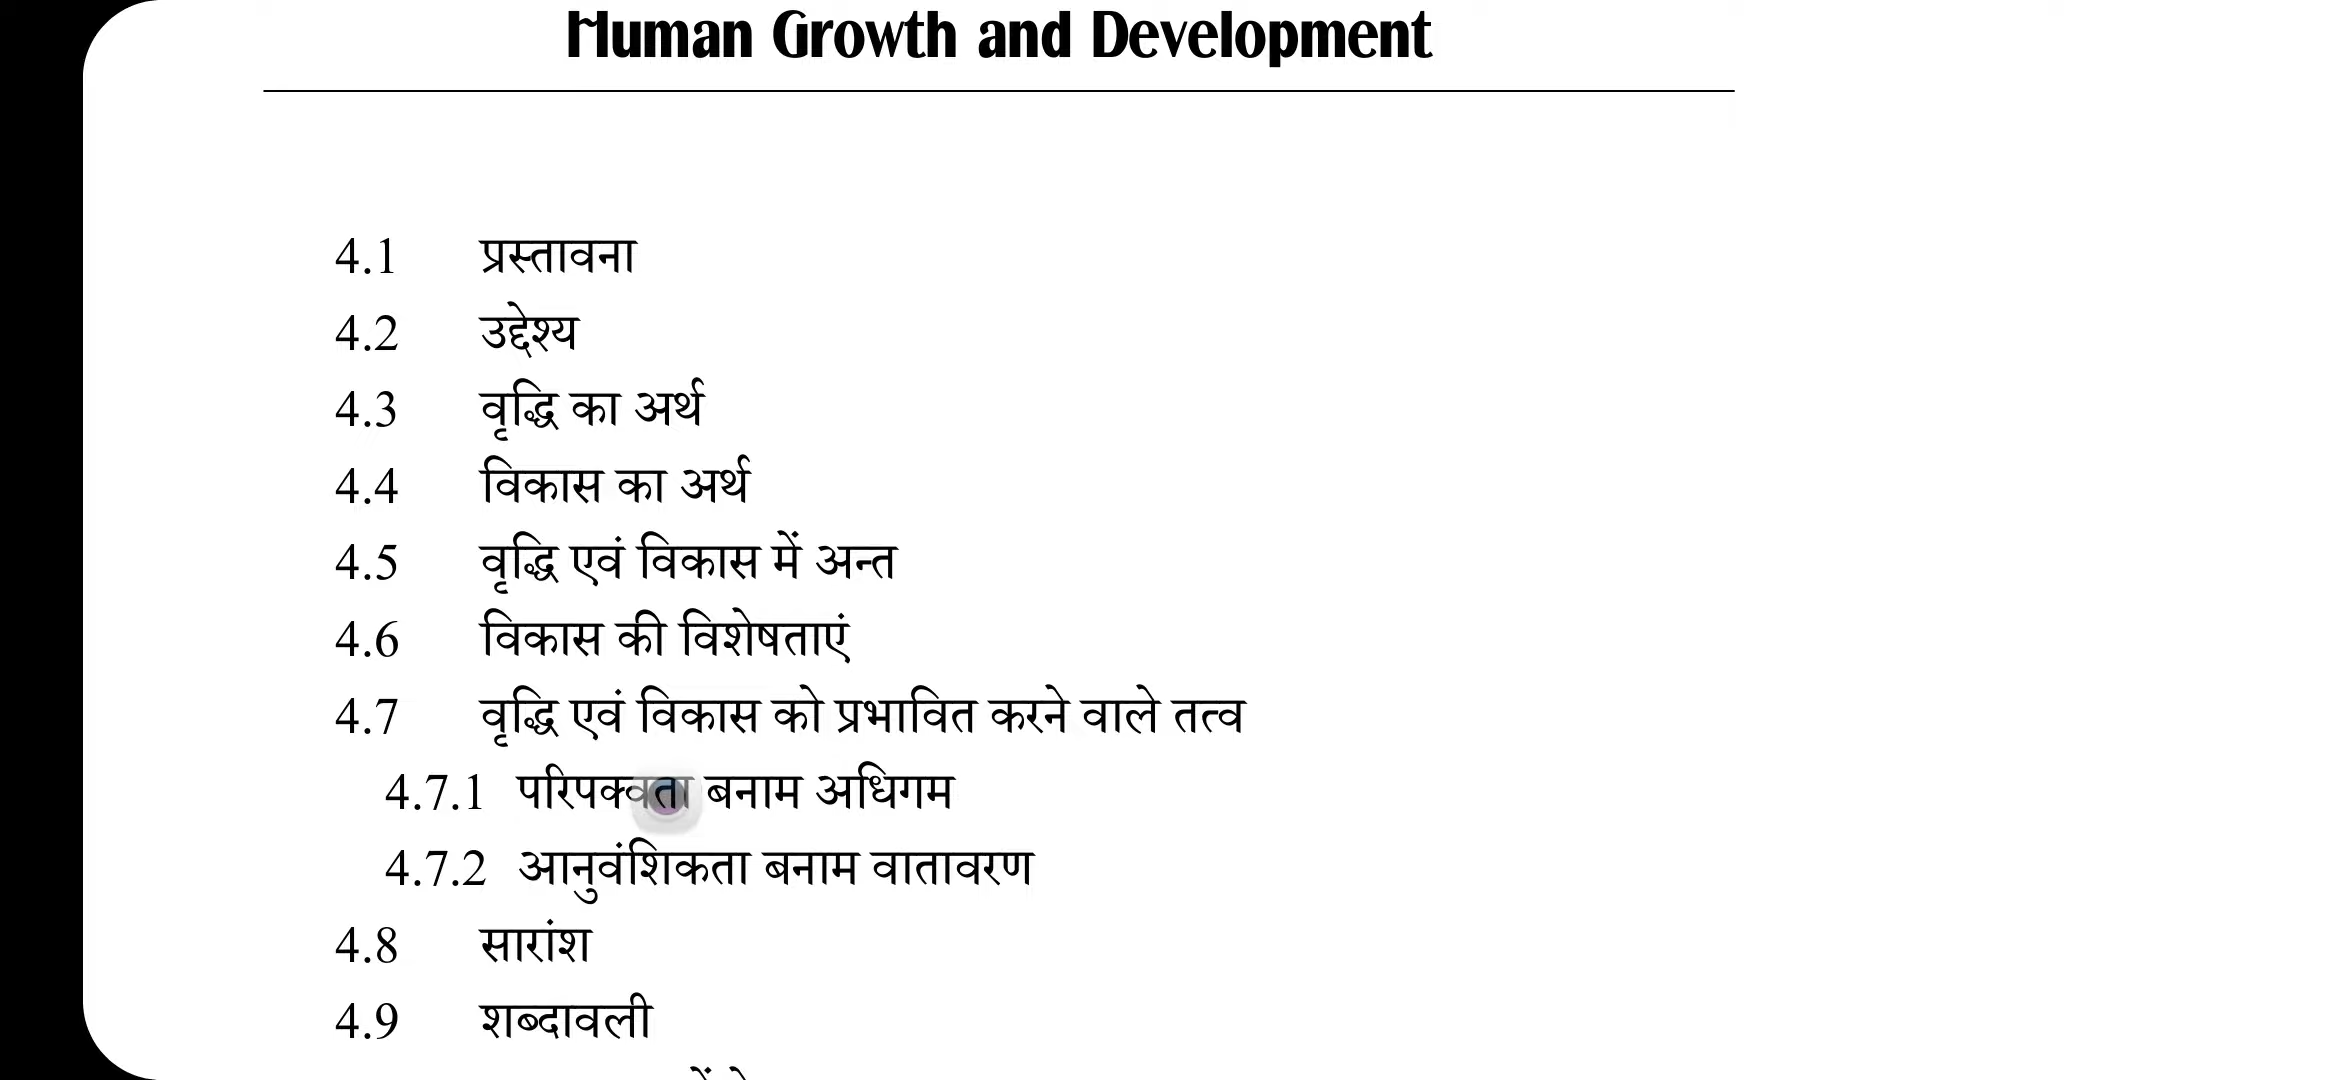 Human Growth and Development
4.1 प्रस्तावना
4.2 उद्देश्य
4.3 वृद्धि का अर्थ
4.4 विकास का अर्थ
4.5 वृद्धि एवं विकास में अन्त
4.6 विकास की विशेषताएं
4.7 वृद्धि एवं विकास को प्रभावित करने वाले तत्व
4.7.1 परिपक्वता बनाम अधिगम
4.7.2 आनुवंशिकता बनाम वातावरण
4.8 सारांश
4.9 शब्दावली